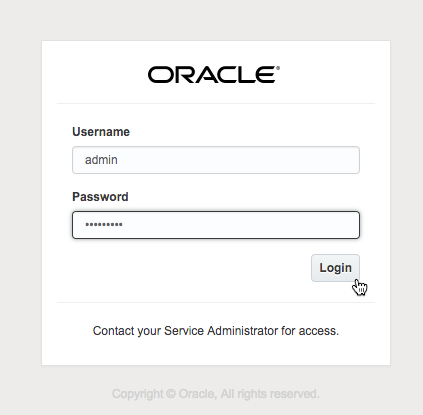 ORACLE®
Username
admin
Password
•••••••••
Login
Contact your Service Administrator for access.
Copyright © Oracle, All rights reserved.